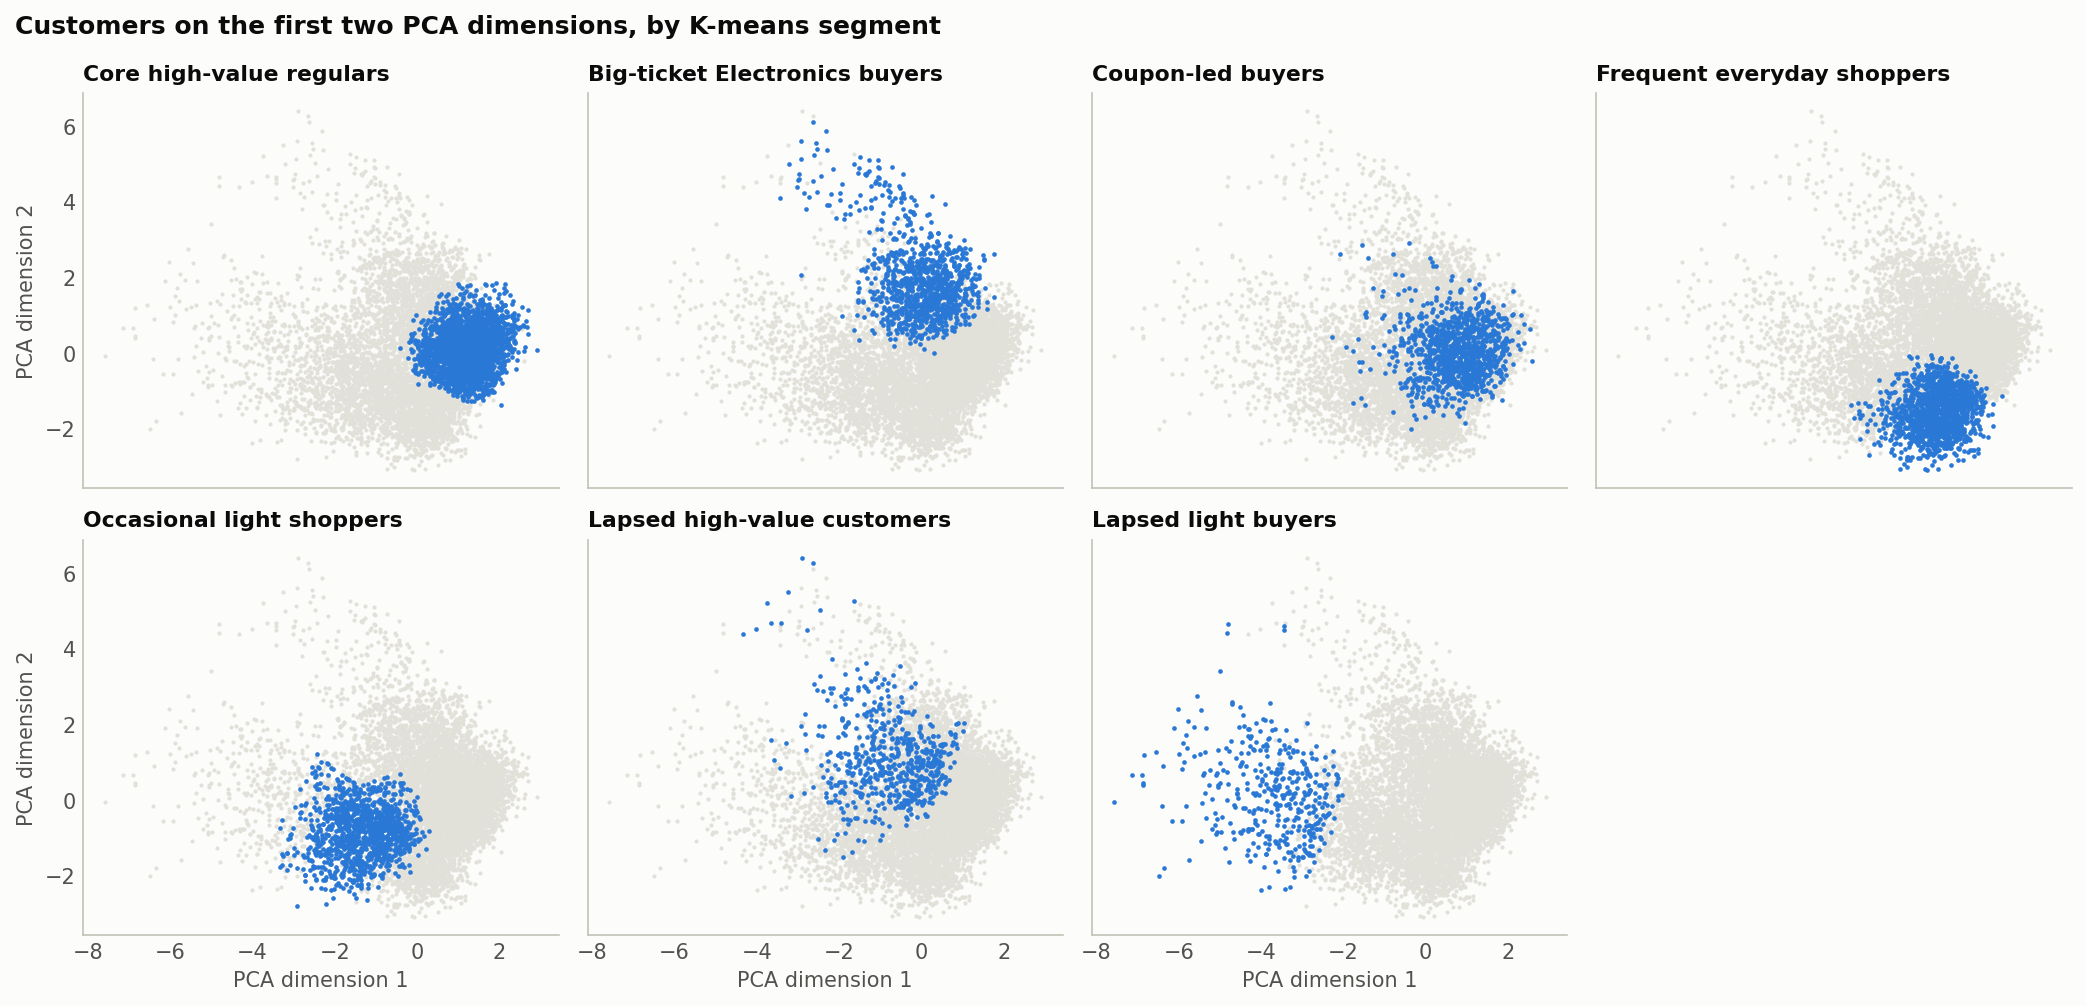 Customers on the first two PCA dimensions, by K-means segment
Core high-value regulars
Big-ticket Electronics buyers
Coupon-led buyers
Frequent everyday shoppers
PCA dimension 2
6
4
2
0
−2
Occasional light shoppers
Lapsed high-value customers
Lapsed light buyers
PCA dimension 2
6
4
2
0
−2
−8 −6 −4 −2 0 2
−8 −6 −4 −2 0 2
−8 −6 −4 −2 0 2
PCA dimension 1
PCA dimension 1
PCA dimension 1